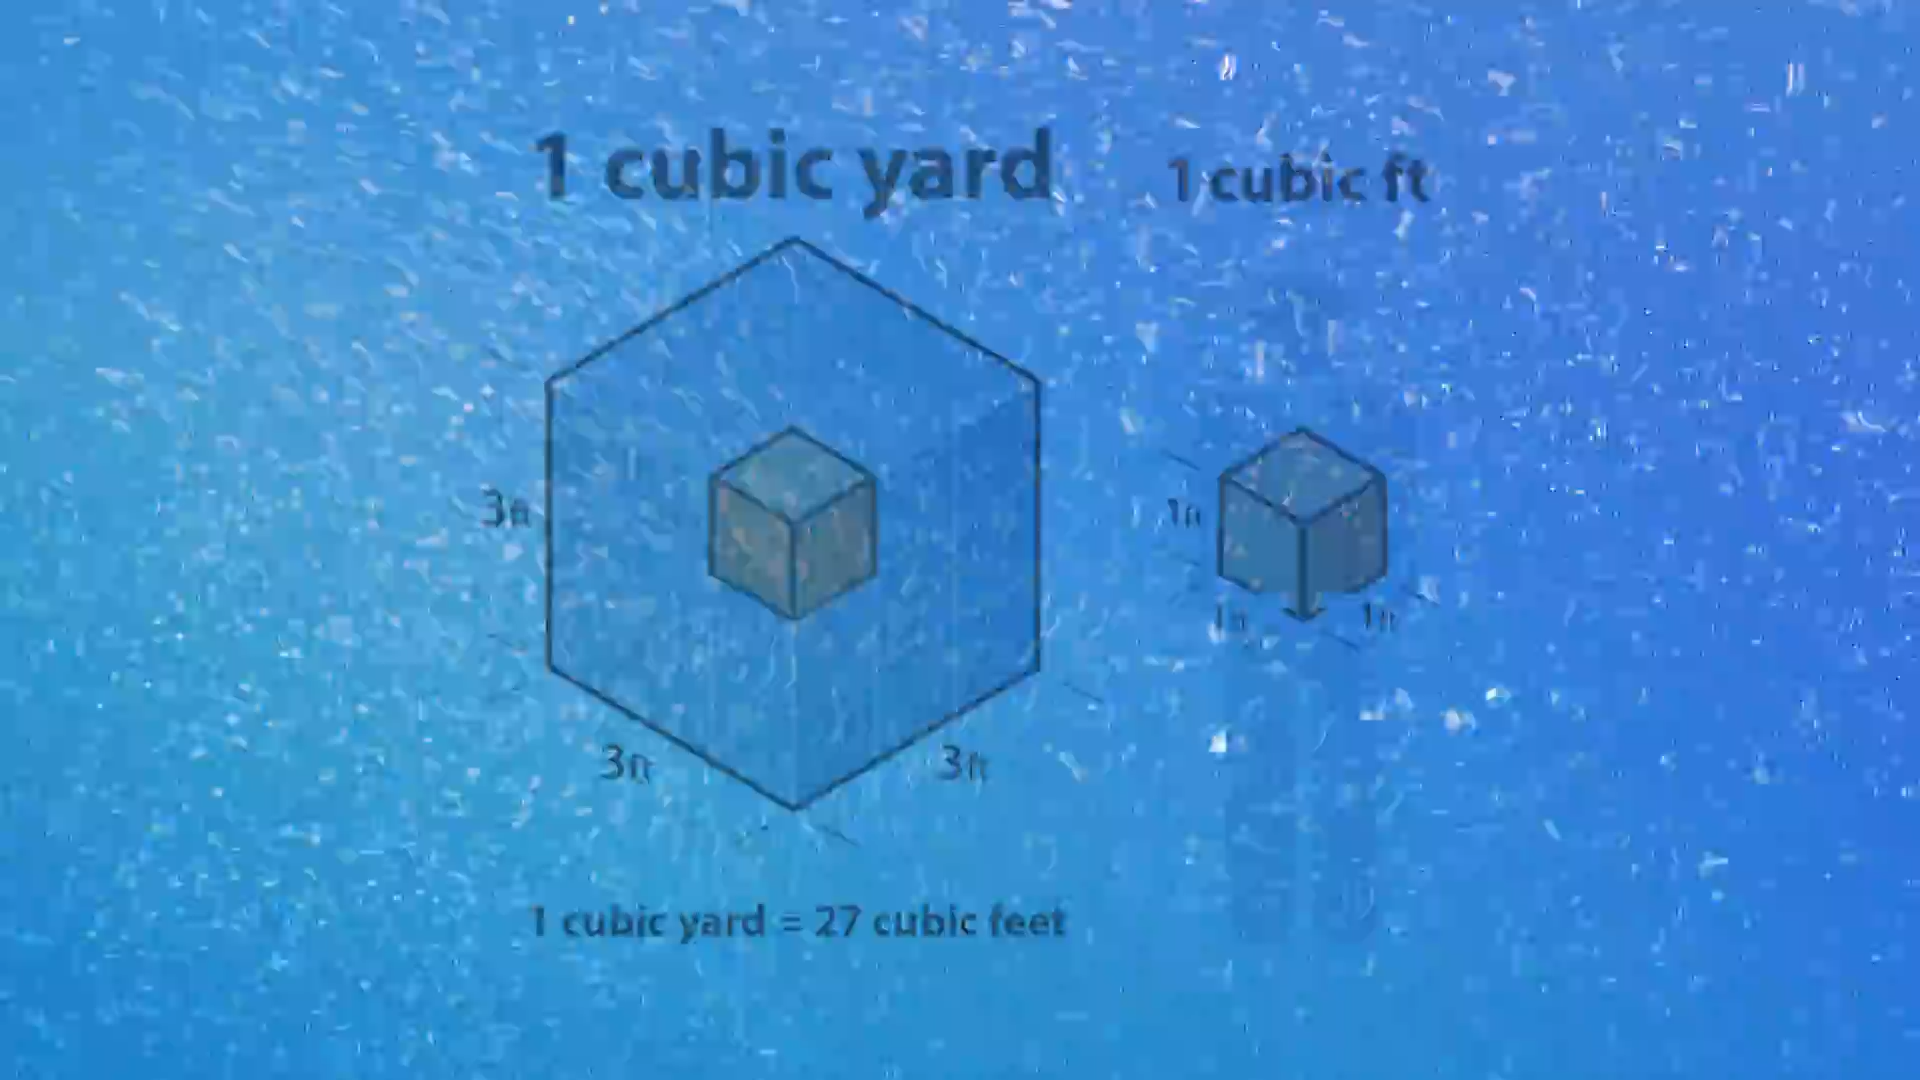 1 cubic yard
1 cubic ft
3ft
1ft
1ft
1ft
3ft
3ft
1 cubic yard = 27 cubic feet